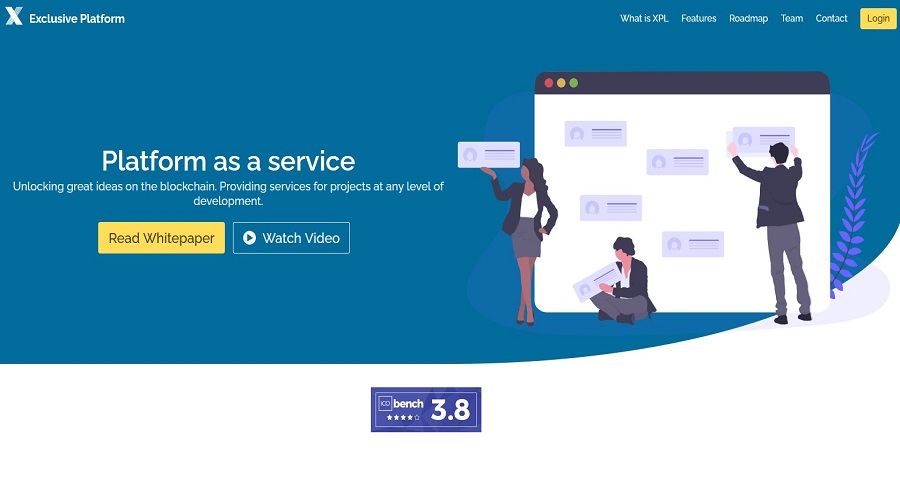 Exclusive Platform
What is XPL Features Roadmap Team Contact Login
Platform as a service
Unlocking great ideas on the blockchain. Providing services for projects at any level of
development.
Read Whitepaper Watch Video
ICO bench 3.8